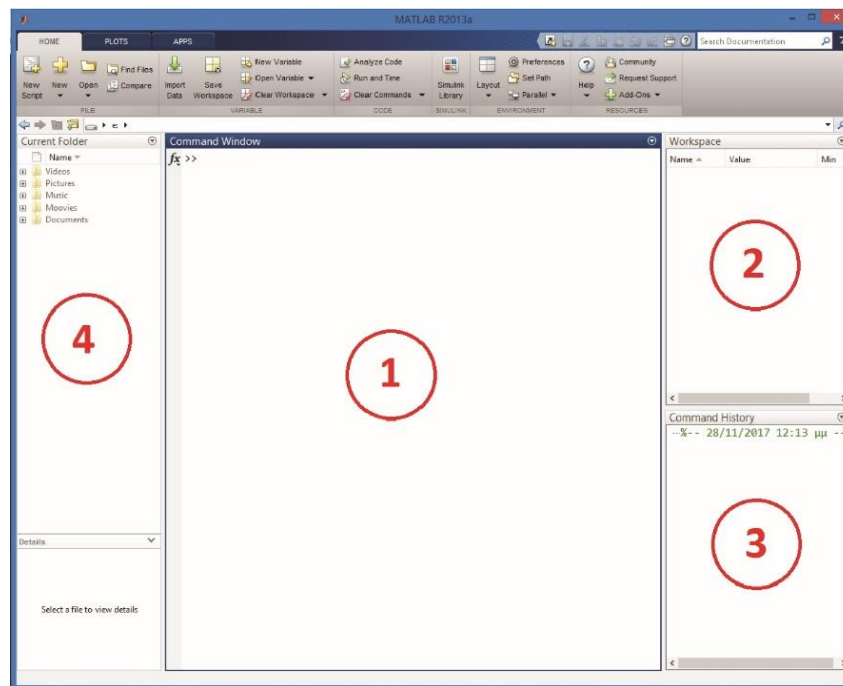 MATLAB R2013a
HOME PLOTS APPS
Search Documentation
New Script
New
Open
Find Files
Compare
FILE
Import Data
Save Workspace
New Variable
Open Variable
Clear Workspace
VARIABLE
Analyze Code
Run and Time
Clear Commands
CODE
Simulink Library
SIMULINK
Layout
Preferences
Set Path
Parallel
ENVIRONMENT
Help
Community
Request Support
Add-Ons
RESOURCES
Current Folder
Name
Videos
Pictures
Music
Moovies
Documents
4
Details
Select a file to view details
Command Window
fx >>
1
Workspace
Name Value Min
2
Command History
%-- 28/11/2017 12:13 μμ --
3